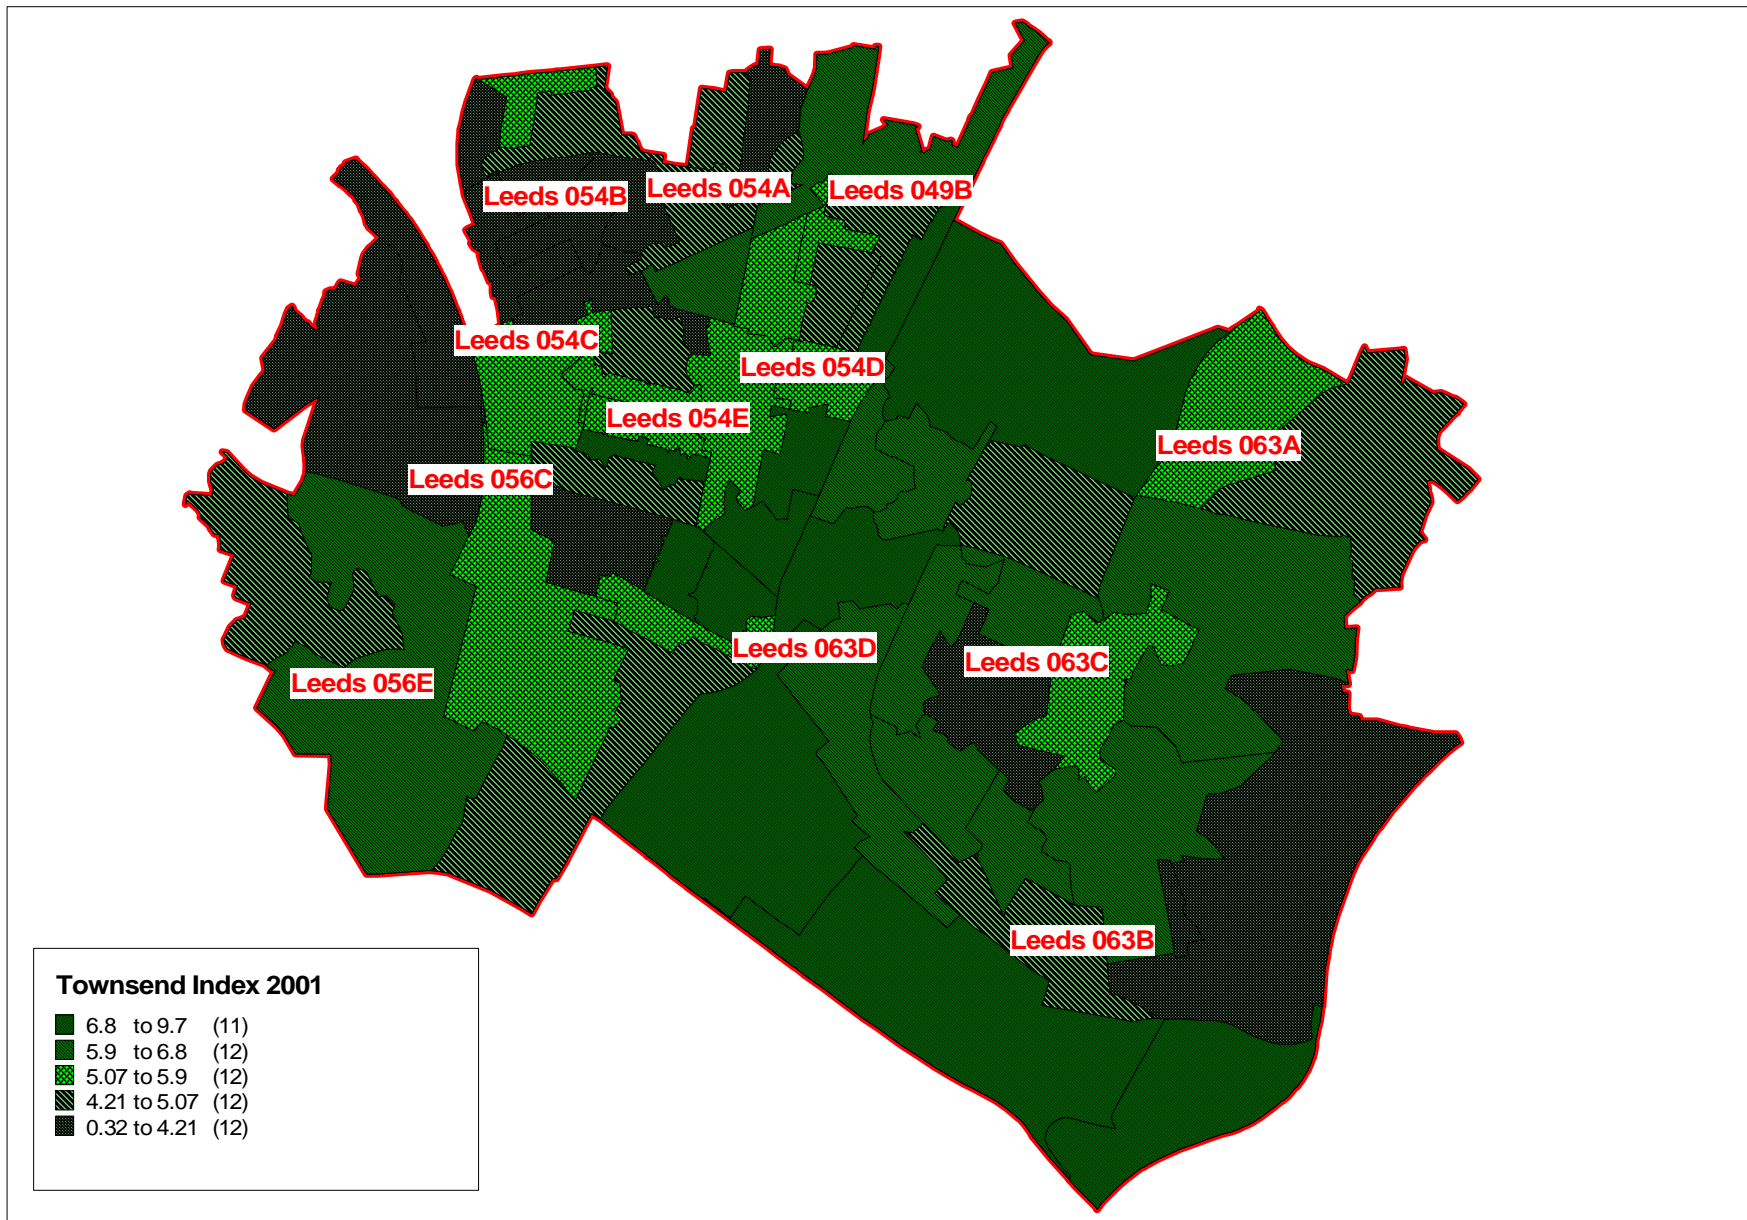 Leeds 054B
Leeds 054A
Leeds 049B
Leeds 054C
Leeds 054D
Leeds 054E
Leeds 063A
Leeds 056C
Leeds 063D
Leeds 063C
Leeds 056E
Leeds 063B
Townsend Index 2001
6.8 to 9.7 (11)
5.9 to 6.8 (12)
5.07 to 5.9 (12)
4.21 to 5.07 (12)
0.32 to 4.21 (12)